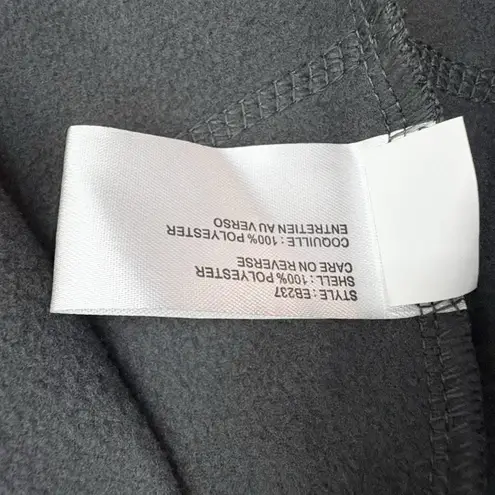 STYLE : EB237
SHELL : 100% POLYESTER
CARE ON REVERSE
COQUILLE : 100% POLYESTER
ENTRETIEN AU VERSO